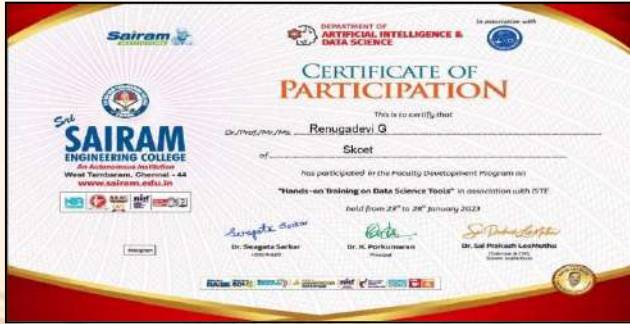 Sairam
DEPARTMENT OF
ARTIFICIAL INTELLIGENCE &
DATA SCIENCE
In association with
CERTIFICATE OF
PARTICIPATION
This is to certify that
Dr./Prof./Mr./Ms. Renugadevi G
of Skcet
has participated in the Faculty Development Program on
"Hands-on Training on Data Science Tools" in association with ISTE
held from 23rd to 28th January 2023
Sri
SAIRAM
ENGINEERING COLLEGE
An Autonomous Institution
West Tambaram, Chennai - 44
www.sairam.edu.in
Dr. Swagata Sarkar
Dr. K. Porkumaran
Principal
Dr. Sai Prakash LeoMuthu